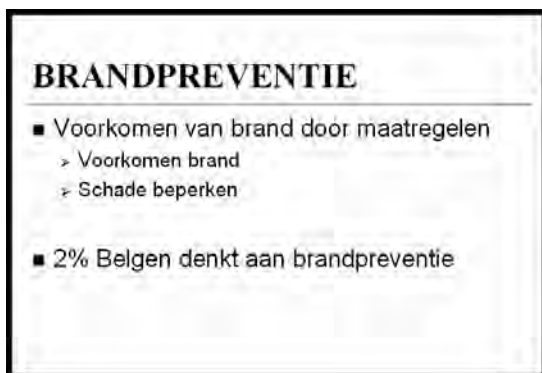 BRANDPREVENTIE
■ Voorkomen van brand door maatregelen
➢ Voorkomen brand
➢ Schade beperken
■ 2% Belgen denkt aan brandpreventie